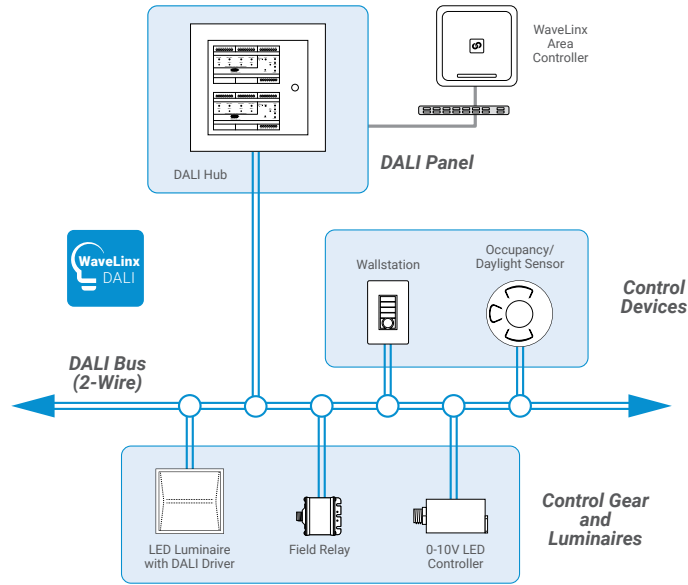 WaveLinx
Area
Controller
DALI Panel
DALI Hub
WaveLinx
DALI
Wallstation
Occupancy/
Daylight Sensor
Control
Devices
DALI Bus
(2-Wire)
LED Luminaire
with DALI Driver
Field Relay
0-10V LED
Controller
Control Gear
and
Luminaires